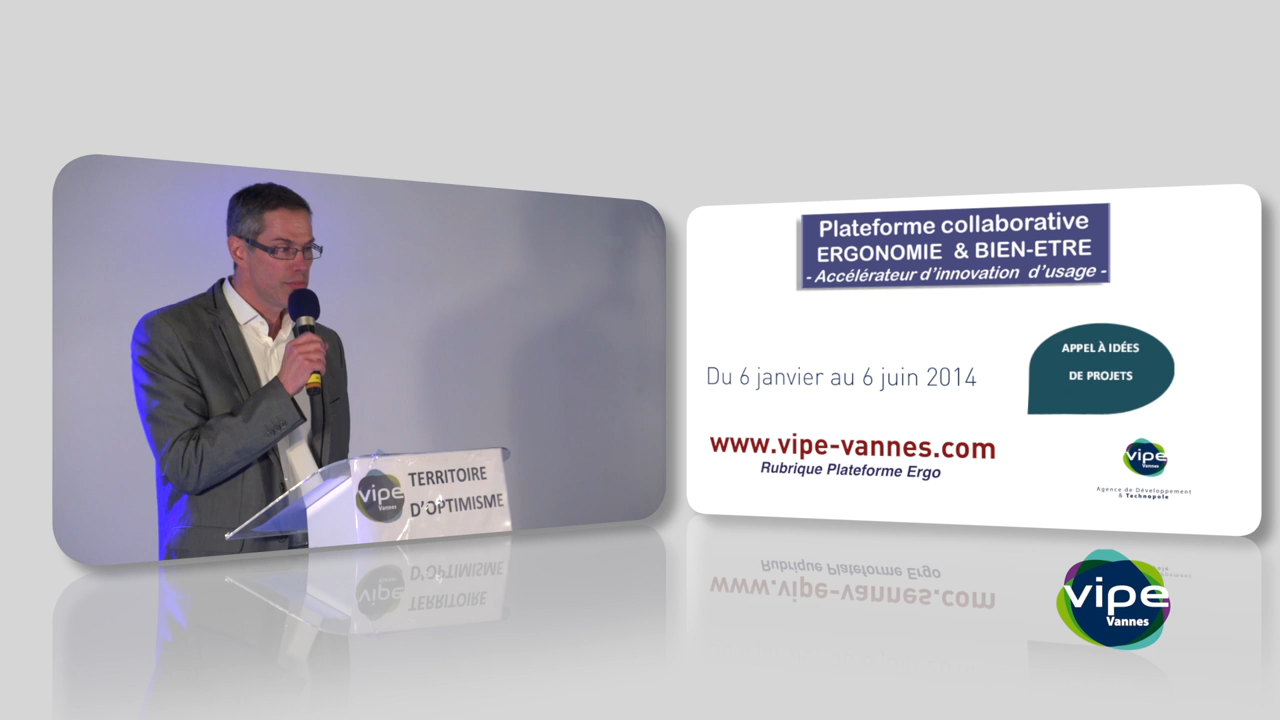 vipe
Vannes
TERRITOIRE
D'OPTIMISME
Plateforme collaborative
ERGONOMIE & BIEN-ETRE
- Accélérateur d'innovation d'usage -
APPEL À IDÉES
DE PROJETS
Du 6 janvier au 6 juin 2014
www.vipe-vannes.com
Rubrique Plateforme Ergo
vipe
Vannes
Agence de Développement
& Technopole
vipe
Vannes